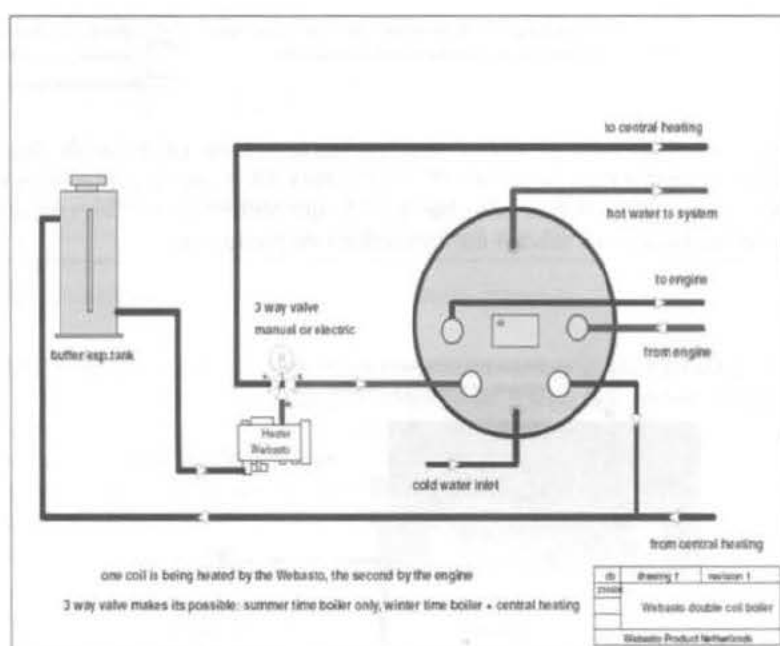 to central heating
hot water to system
to engine
3 way valve
manual or electric
from engine
buffer/exp.tank
Heater
Webasto
cold water inlet
from central heating
one coil is being heated by the Webasto, the second by the engine
3 way valve makes its possible: summer time boiler only, winter time boiler + central heating
drawing 1
revision 1
Webasto double coil boiler
Webasto Product Netherlands